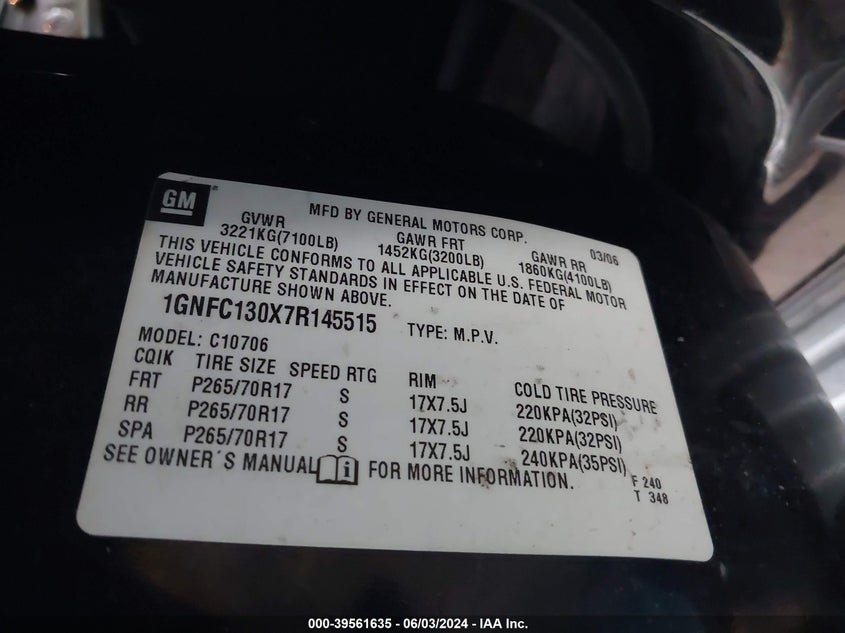 GM
MFD BY GENERAL MOTORS CORP. 03/06
GVWR GAWR FRT GAWR RR
3221KG(7100LB) 1452KG(3200LB) 1860KG(4100LB)
THIS VEHICLE CONFORMS TO ALL APPLICABLE U.S. FEDERAL MOTOR
VEHICLE SAFETY STANDARDS IN EFFECT ON THE DATE OF
MANUFACTURE SHOWN ABOVE.
1GNFC130X7R145515 TYPE: M.P.V.
MODEL: C10706
CQIK TIRE SIZE SPEED RTG RIM COLD TIRE PRESSURE
FRT P265/70R17 S 17X7.5J 220KPA(32PSI)
RR P265/70R17 S 17X7.5J 220KPA(32PSI)
SPA P265/70R17 S 17X7.5J 240KPA(35PSI)
SEE OWNER´S MANUAL FOR MORE INFORMATION.
F 240
T 348
000-39561635 - 06/03/2024 - IAA Inc.